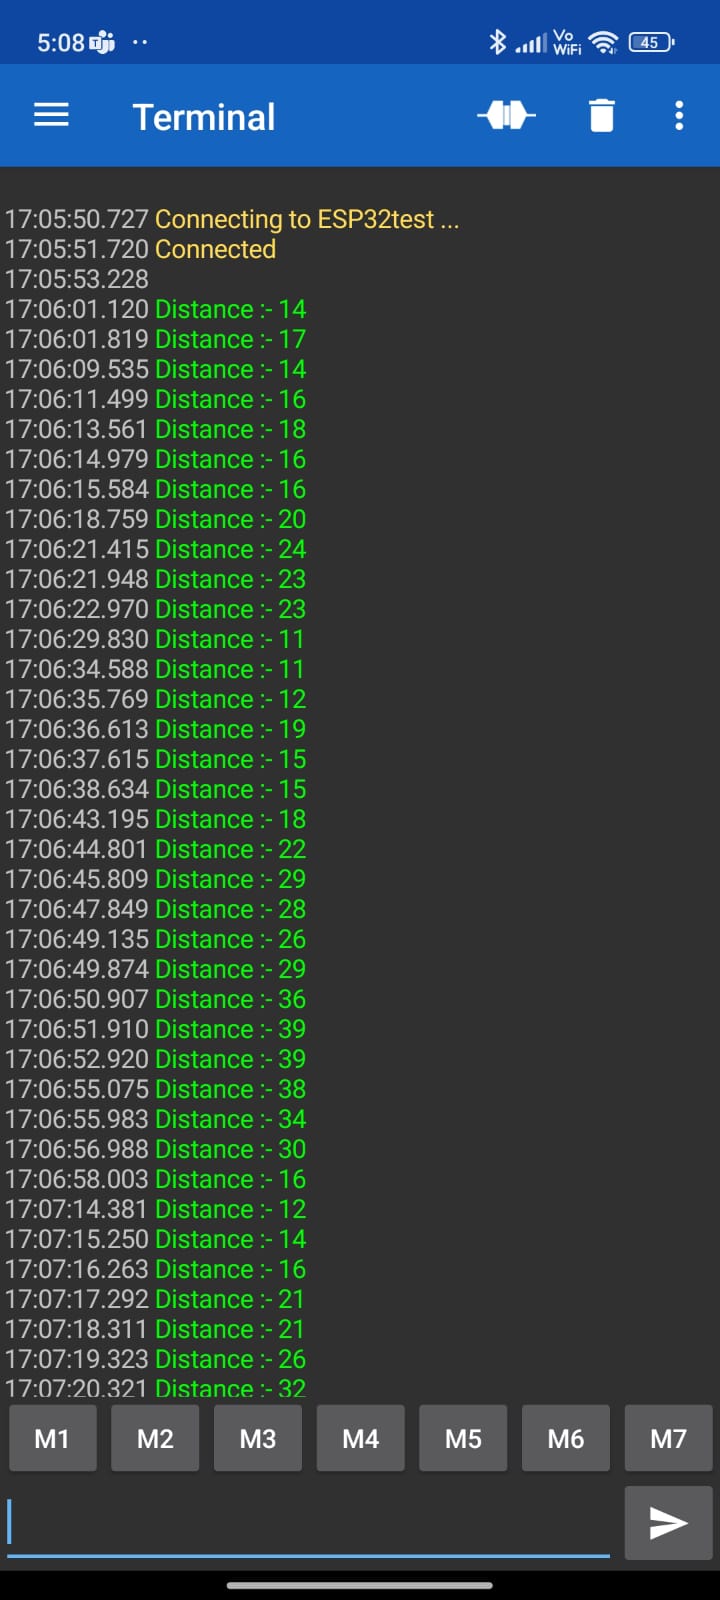 5:08 Vo WiFi 45
Terminal
17:05:50.727 Connecting to ESP32test ...
17:05:51.720 Connected
17:05:53.228
17:06:01.120 Distance :- 14
17:06:01.819 Distance :- 17
17:06:09.535 Distance :- 14
17:06:11.499 Distance :- 16
17:06:13.561 Distance :- 18
17:06:14.979 Distance :- 16
17:06:15.584 Distance :- 16
17:06:18.759 Distance :- 20
17:06:21.415 Distance :- 24
17:06:21.948 Distance :- 23
17:06:22.970 Distance :- 23
17:06:29.830 Distance :- 11
17:06:34.588 Distance :- 11
17:06:35.769 Distance :- 12
17:06:36.613 Distance :- 19
17:06:37.615 Distance :- 15
17:06:38.634 Distance :- 15
17:06:43.195 Distance :- 18
17:06:44.801 Distance :- 22
17:06:45.809 Distance :- 29
17:06:47.849 Distance :- 28
17:06:49.135 Distance :- 26
17:06:49.874 Distance :- 29
17:06:50.907 Distance :- 36
17:06:51.910 Distance :- 39
17:06:52.920 Distance :- 39
17:06:55.075 Distance :- 38
17:06:55.983 Distance :- 34
17:06:56.988 Distance :- 30
17:06:58.003 Distance :- 16
17:07:14.381 Distance :- 12
17:07:15.250 Distance :- 14
17:07:16.263 Distance :- 16
17:07:17.292 Distance :- 21
17:07:18.311 Distance :- 21
17:07:19.323 Distance :- 26
17:07:20.321 Distance :- 32
M1 M2 M3 M4 M5 M6 M7